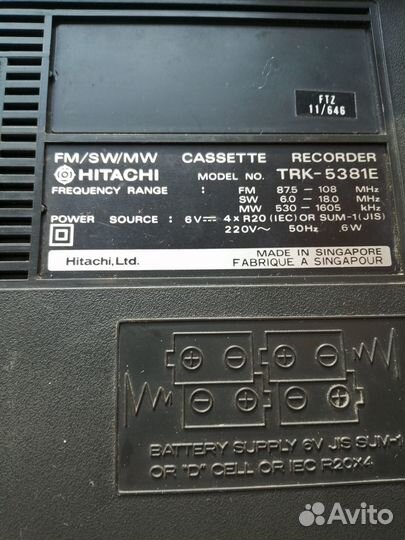 FTZ
11/646
FM/SW/MW CASSETTE RECORDER
HITACHI MODEL NO. TRK-5381E
FREQUENCY RANGE : FM 87.5 – 108 MHz
: SW 6.0 – 18.0 MHz
: MW 530 – 1605 kHz
POWER SOURCE : 6V⎓ 4×R20 (IEC) OR SUM-1 (JIS)
220V~ 50Hz 6W
Hitachi, Ltd. MADE IN SINGAPORE
FABRIQUE A SINGAPOUR
BATTERY SUPPLY 6V JIS SUM-1
OR "D" CELL OR IEC R20X4
Avito